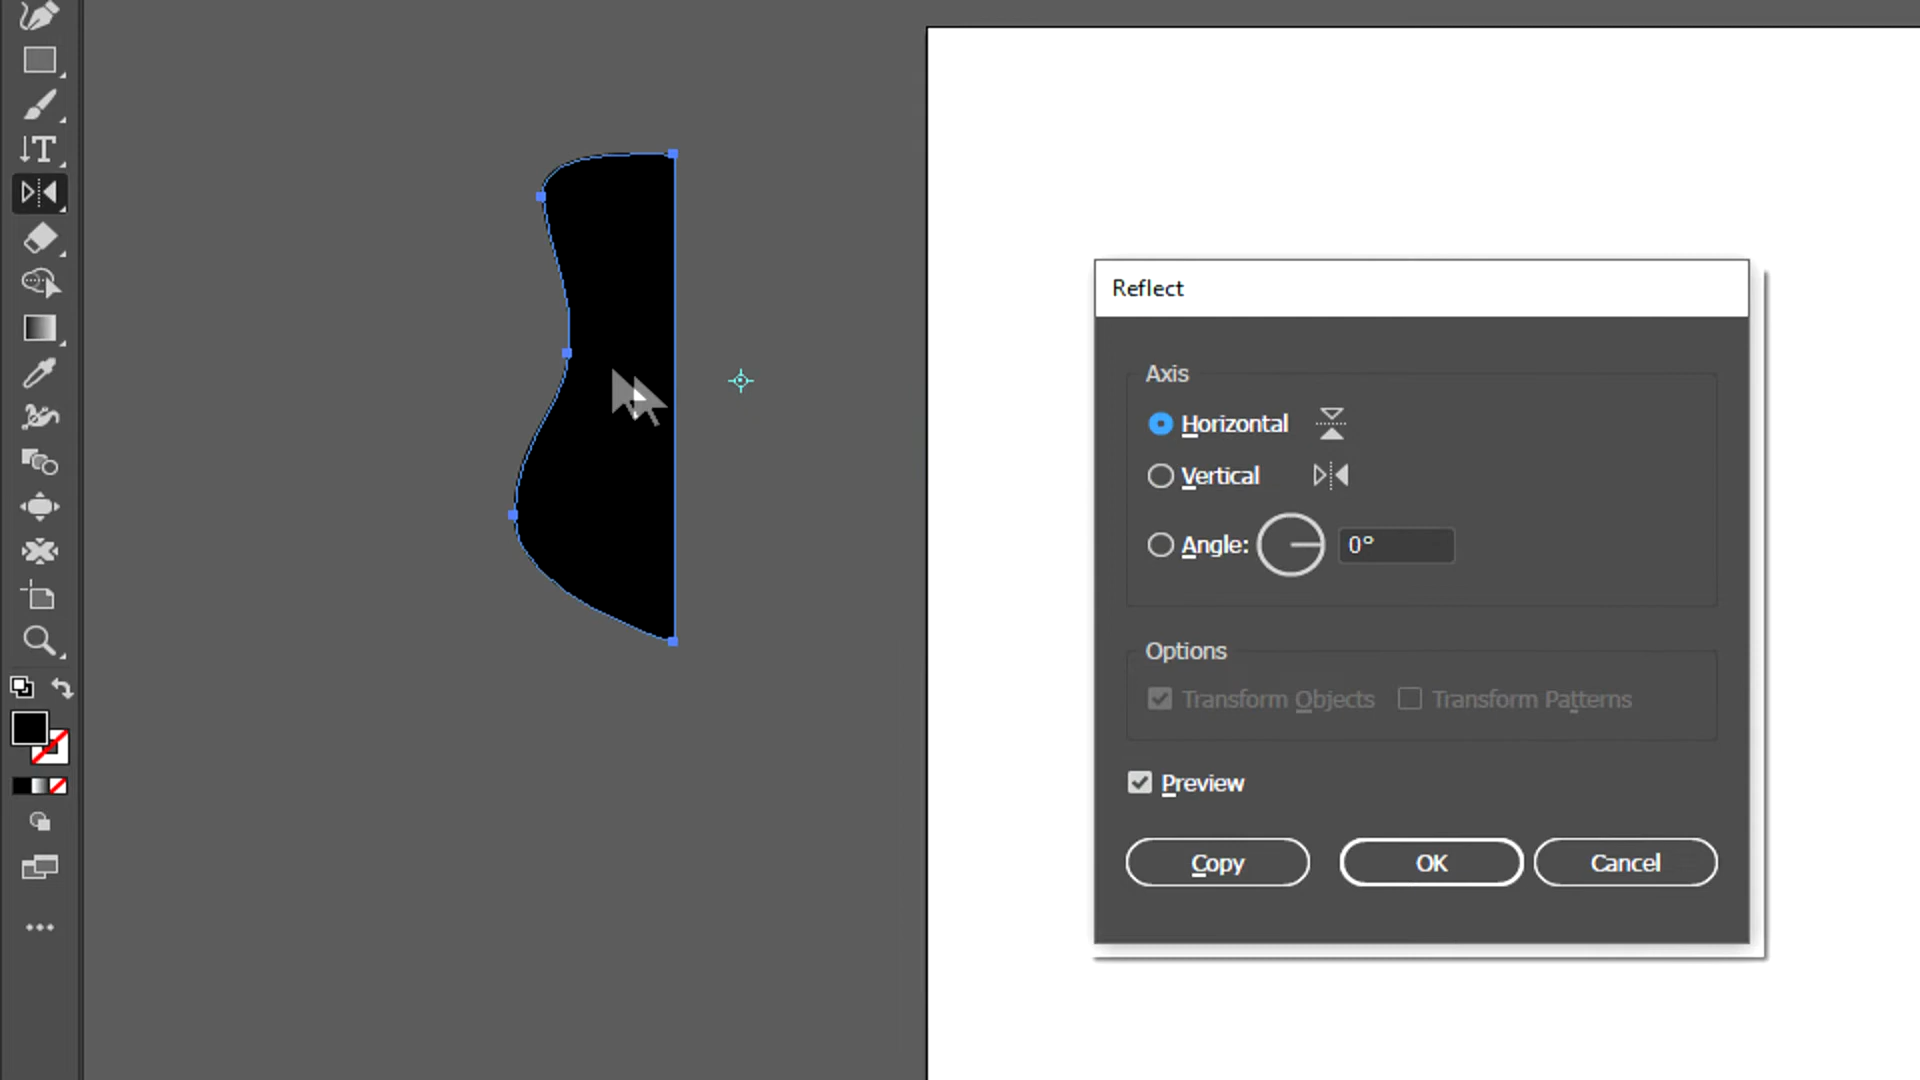 Reflect
Axis
Horizontal
Vertical
Angle: 0°
Options
Transform Objects Transform Patterns
Preview
Copy OK Cancel